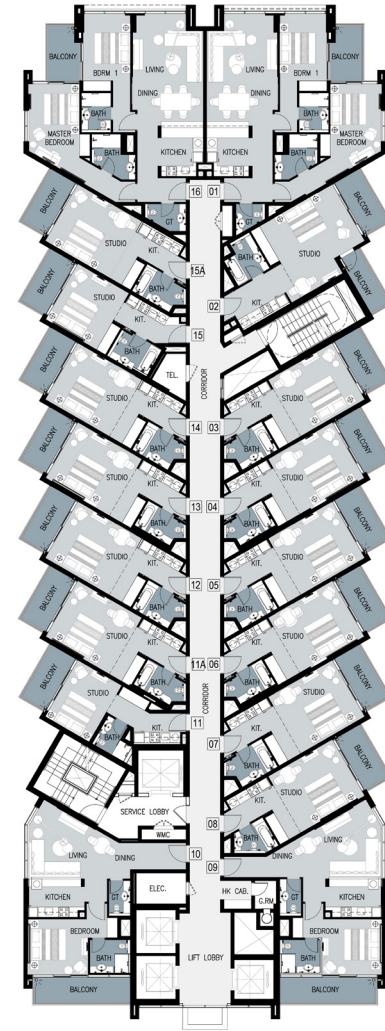 BALCONY
BDRM 1
LIVING
LIVING
BDRM 1
BALCONY
DINING
DINING
BATH
BATH
MASTER
BEDROOM
MASTER
BEDROOM
BATH
KITCHEN
KITCHEN
BATH
16
01
BALCONY
GT
GT
BALCONY
STUDIO
KIT.
STUDIO
BATH
15A
BATH
BALCONY
STUDIO
KIT.
02
KIT.
BALCONY
15
BATH
TEL.
CORRIDOR
BALCONY
STUDIO
KIT.
KIT.
STUDIO
BALCONY
14
03
BATH
BATH
BALCONY
STUDIO
KIT.
KIT.
STUDIO
BALCONY
13
04
BATH
BATH
BALCONY
STUDIO
KIT.
KIT.
STUDIO
BALCONY
12
05
BATH
BATH
BALCONY
STUDIO
KIT.
KIT.
STUDIO
BALCONY
11A
06
BATH
BATH
BALCONY
STUDIO
CORRIDOR
KIT.
STUDIO
BALCONY
BATH
KIT.
11
07
BATH
KIT.
STUDIO
BALCONY
SERVICE LOBBY
08
WMC
BATH
LIVING
DINING
10
09
DINING
LIVING
KITCHEN
GT
ELEC.
HK CAB.
G.RM
GT
KITCHEN
BEDROOM
BEDROOM
BATH
LIFT LOBBY
BATH
BALCONY
BALCONY